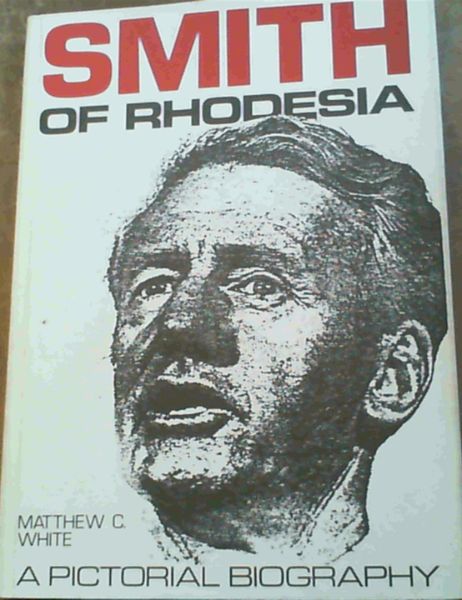 SMITH
OF RHODESIA
MATTHEW C.
WHITE
A PICTORIAL BIOGRAPHY